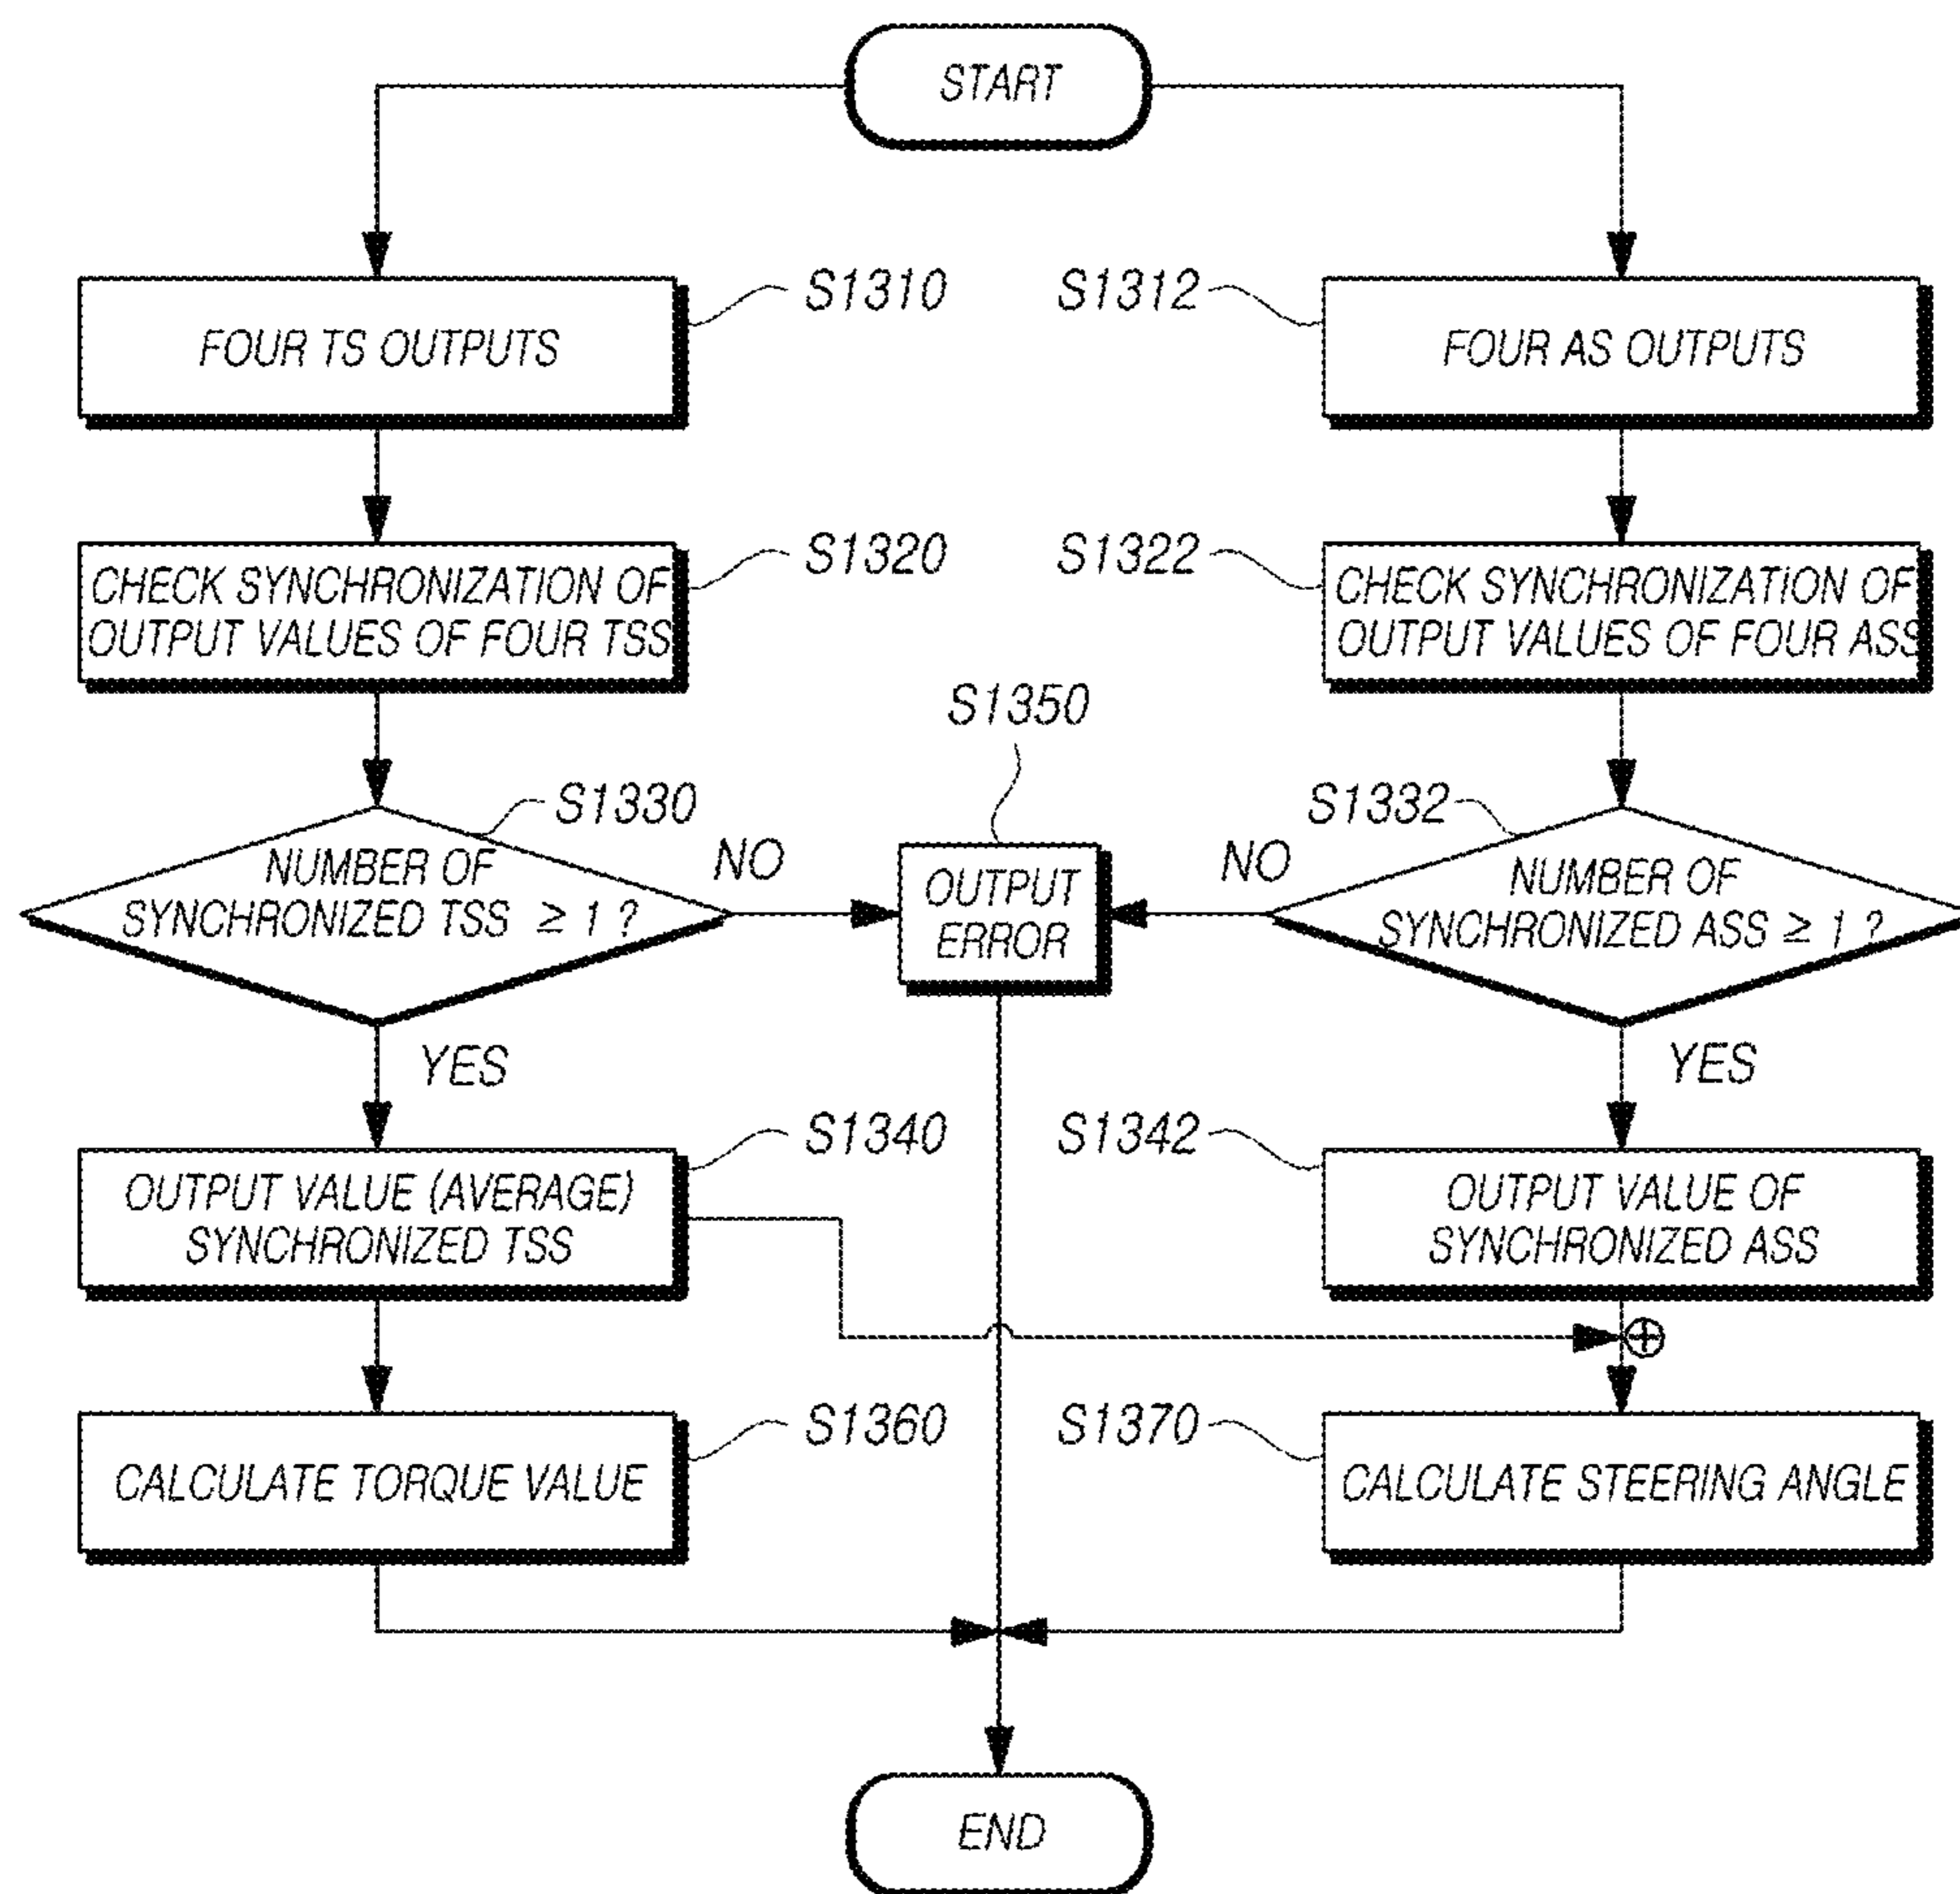 START
S1310
S1312
FOUR TS OUTPUTS
FOUR AS OUTPUTS
S1320
S1322
CHECK SYNCHRONIZATION OF
OUTPUT VALUES OF FOUR TSS
CHECK SYNCHRONIZATION OF
OUTPUT VALUES OF FOUR ASS
S1350
S1330
S1332
NUMBER OF
SYNCHRONIZED TSS ≥ 1 ?
NO
OUTPUT
ERROR
NO
NUMBER OF
SYNCHRONIZED ASS ≥ 1 ?
YES
YES
S1340
S1342
OUTPUT VALUE (AVERAGE)
SYNCHRONIZED TSS
OUTPUT VALUE OF
SYNCHRONIZED ASS
S1360
S1370
CALCULATE TORQUE VALUE
CALCULATE STEERING ANGLE
END